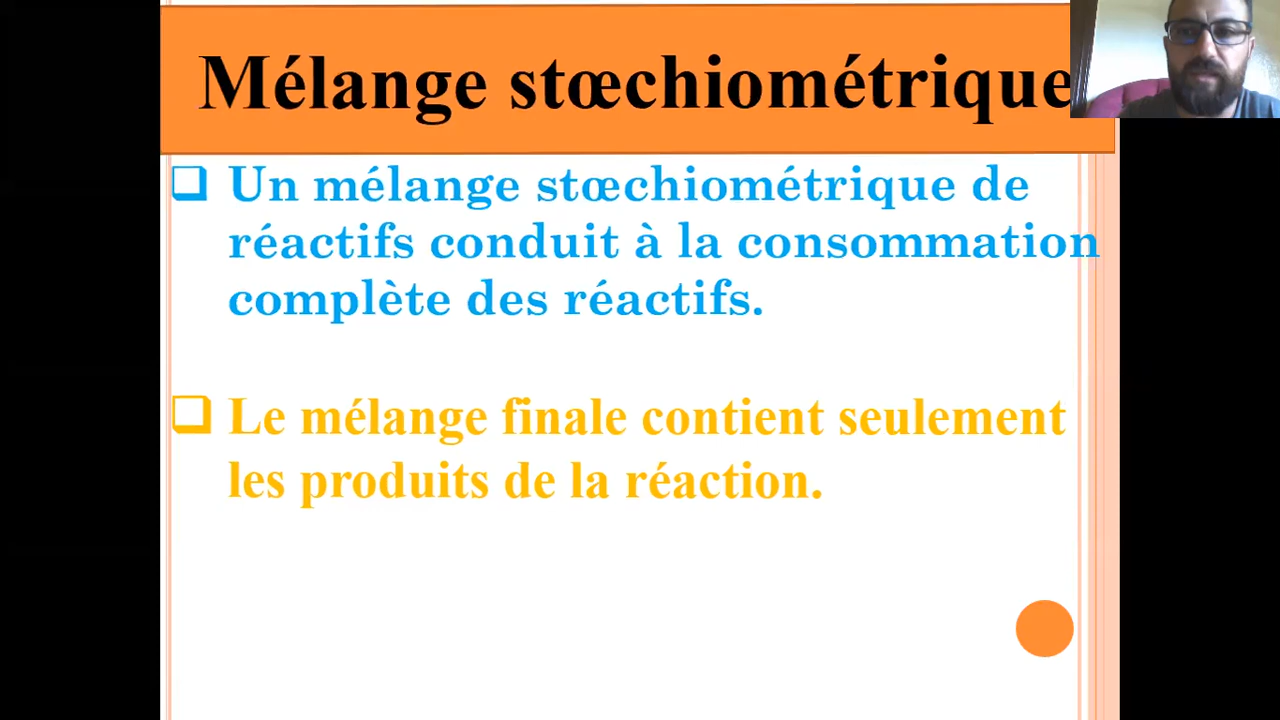 Mélange stœchiométrique
Un mélange stœchiométrique de
réactifs conduit à la consommation
complète des réactifs.
Le mélange finale contient seulement
les produits de la réaction.